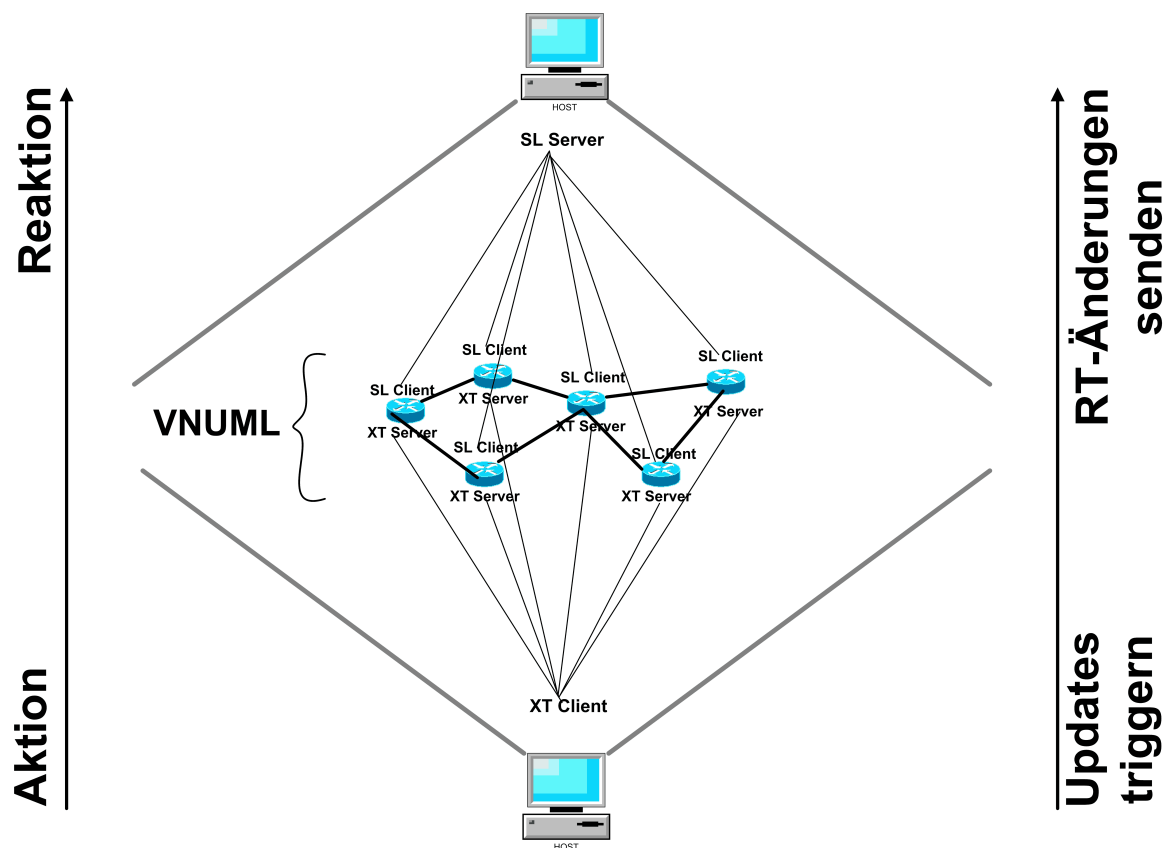 HOST
SL Server
Reaktion
RT-Änderungen
senden
SL Client
XT Server
SL Client
XT Server
SL Client
XT Server
SL Client
XT Server
SL Client
XT Server
SL Client
XT Server
VNUML
Aktion
Updates
triggern
XT Client
HOST